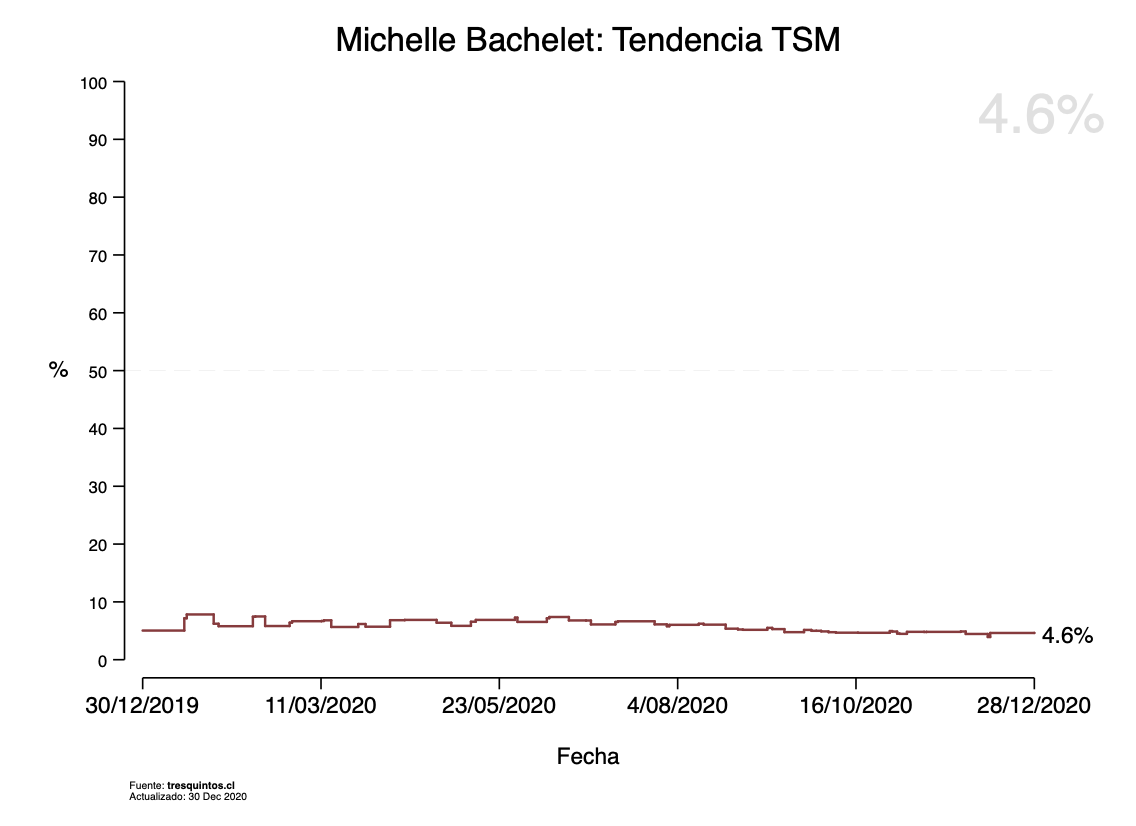 Michelle Bachelet: Tendencia TSM
4.6%
100
90
80
70
60
% 50
40
30
20
10
0
4.6%
30/12/2019 11/03/2020 23/05/2020 4/08/2020 16/10/2020 28/12/2020
Fecha
Fuente: tresquintos.cl
Actualizado: 30 Dec 2020